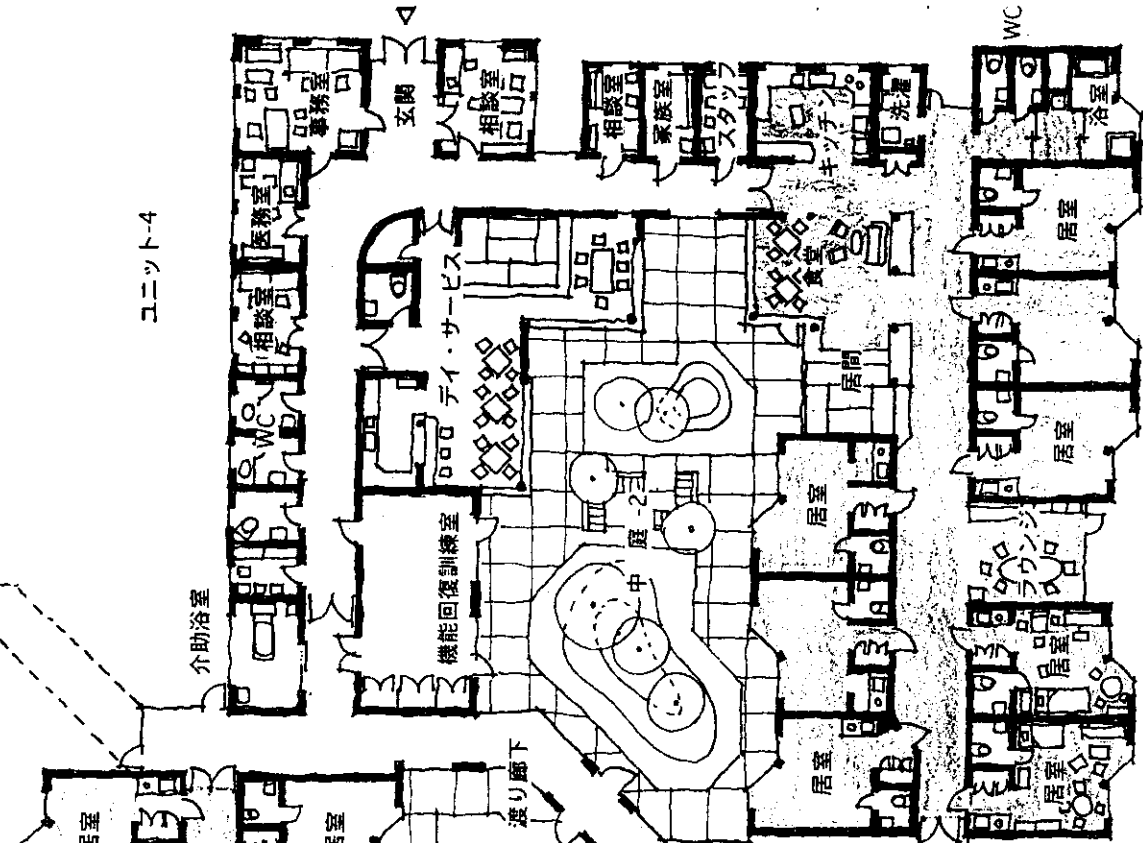 ユニット-4
WC
事務室
玄関
相談室
相談室
家族室
スタッフ
キッチン
洗濯
浴室
医務室
相談室
WC
デイ・サービス
食堂
居室
居間
居室
ラウンジ
居室
居室
居室
居室
機能回復訓練室
中庭-2
介助浴室
渡り廊下
居室
居室